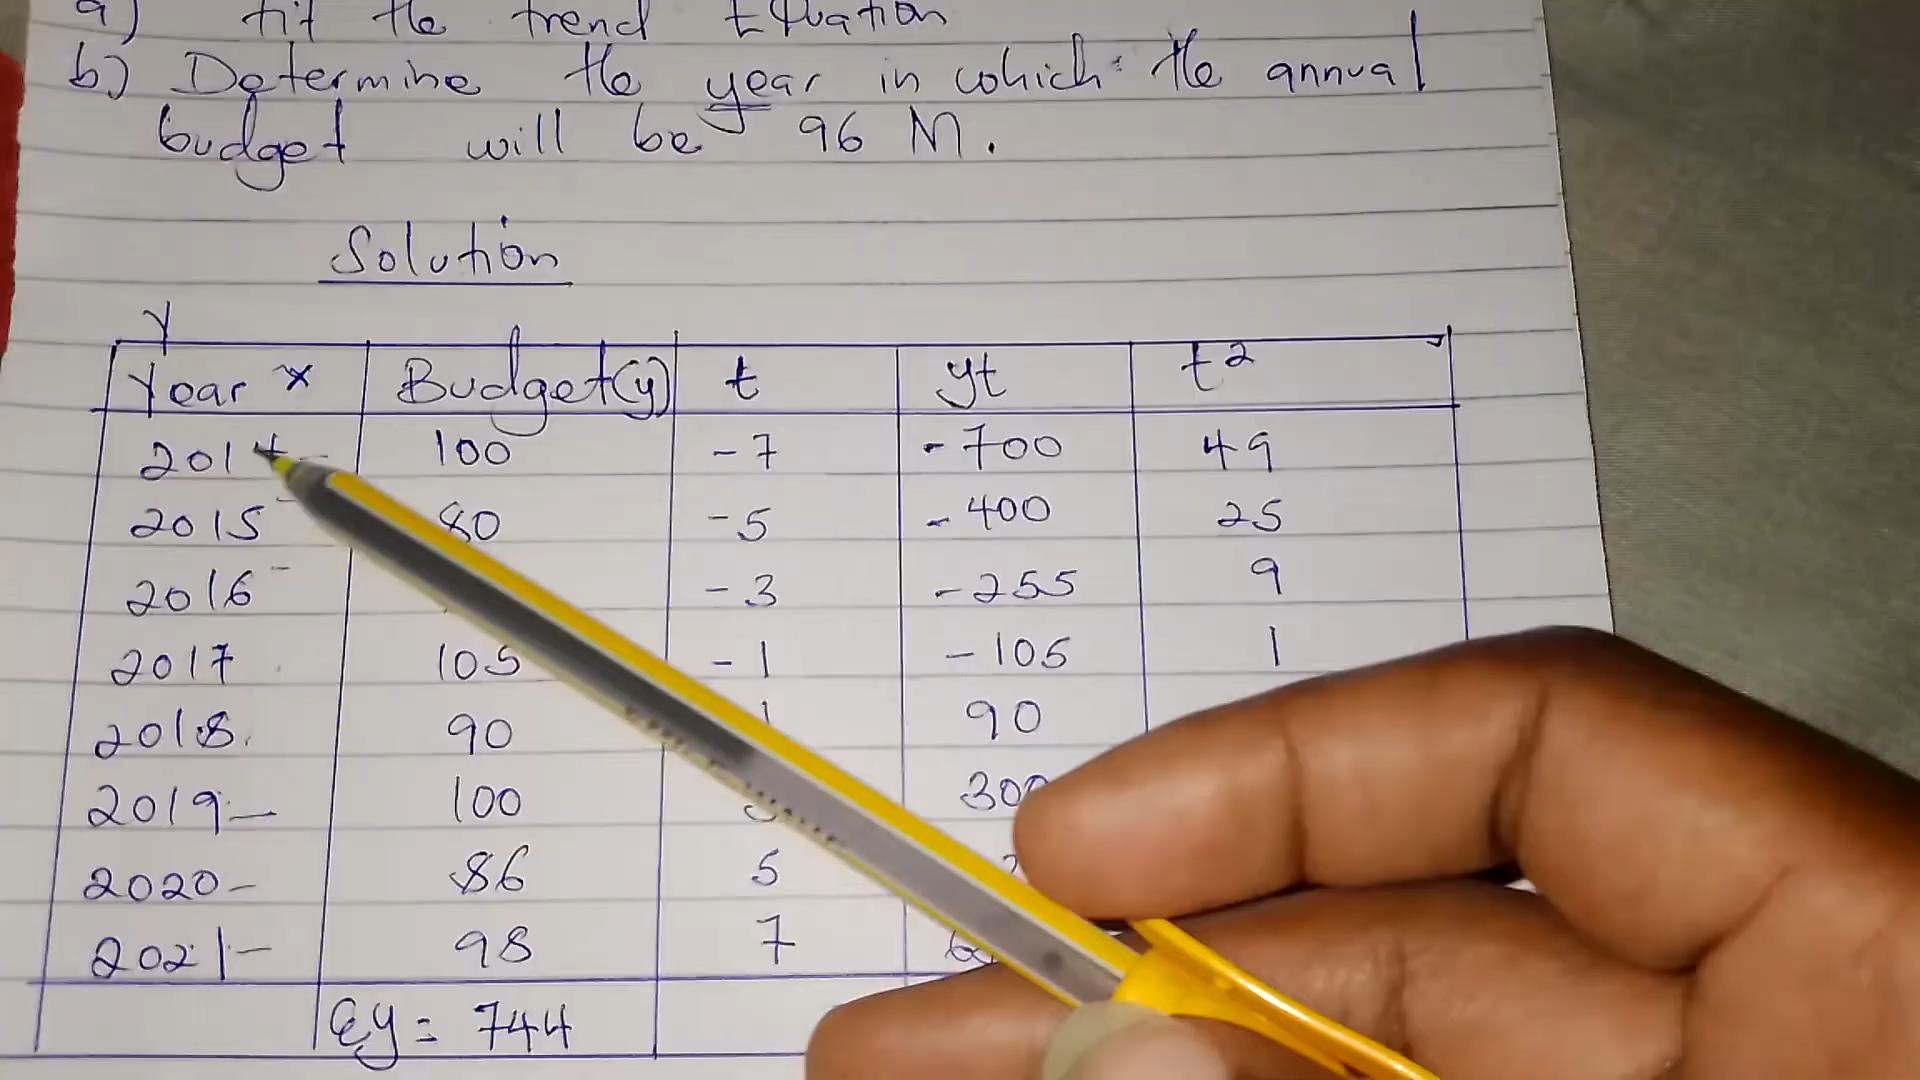 a) fit the trend Equation
b) Determine the year in which the annual
budget will be 96 M.
Solution
Y
Year x Budget(y) t yt t2
2014 100 -7 -700 49
2015 80 -5 -400 25
2016 -3 -255 9
2017 105 -1 -105 1
2018 90 1 90
2019 100 300
2020 86 5
2021 98 7
Σy = 744